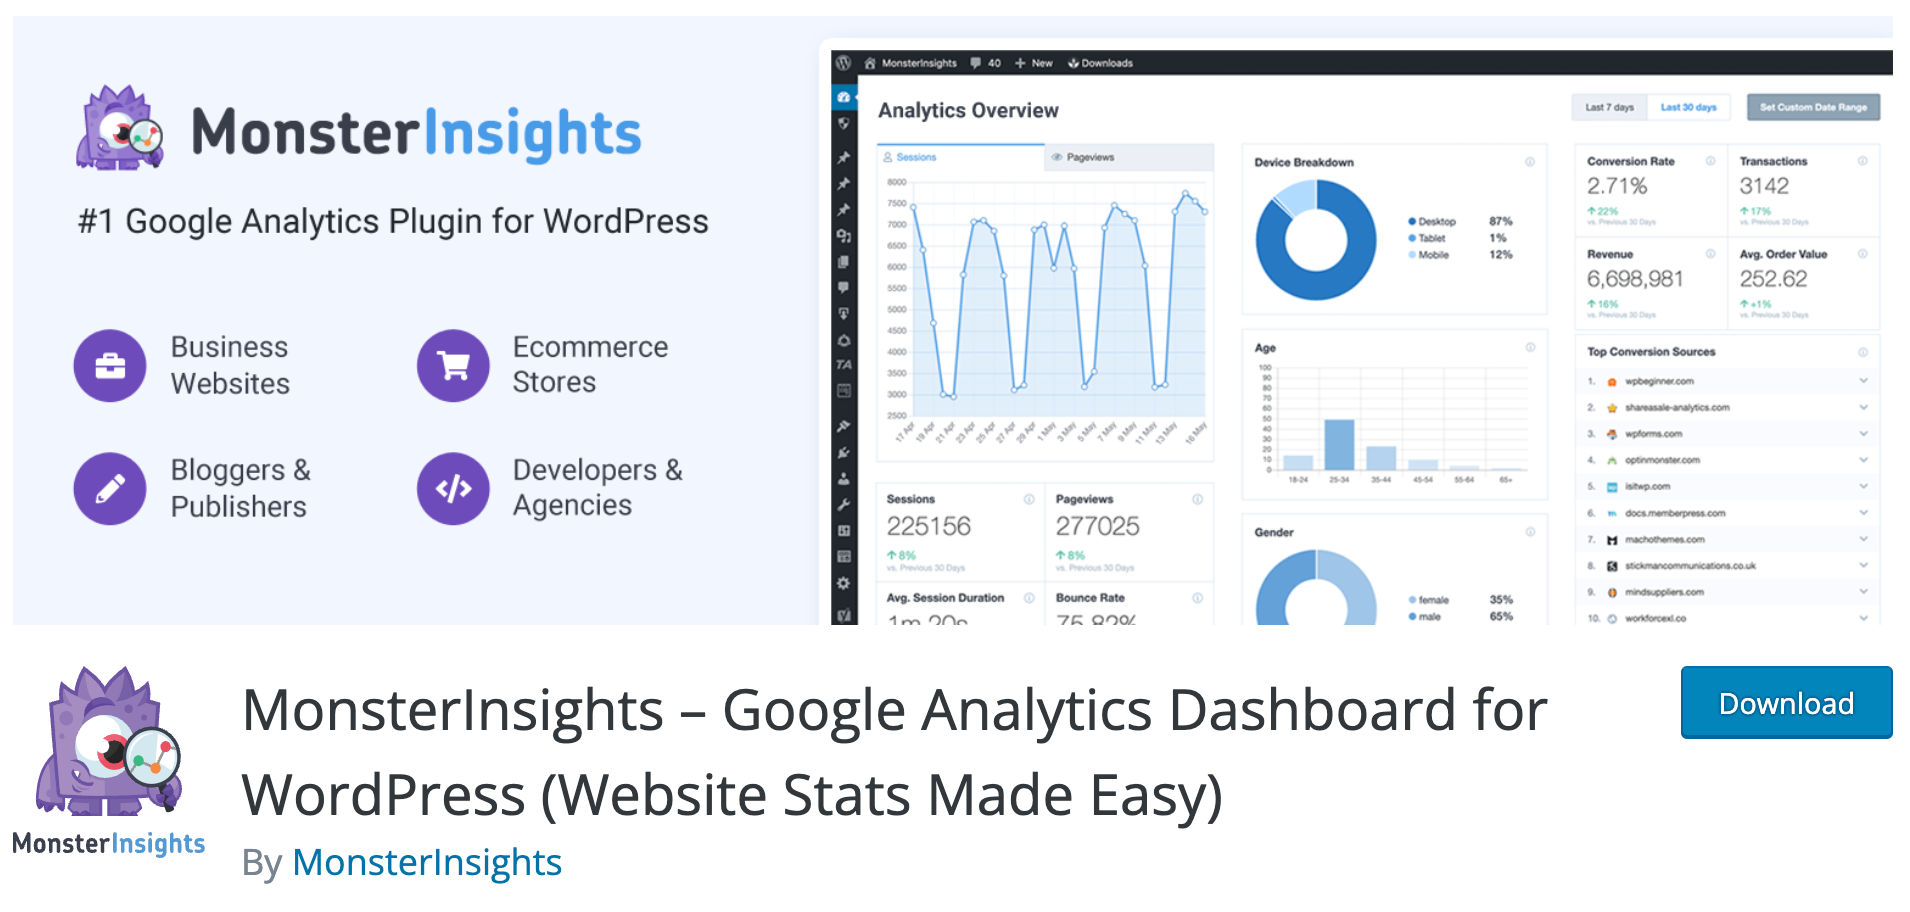 MonsterInsights
#1 Google Analytics Plugin for WordPress
Business
Websites
Ecommerce
Stores
Bloggers &
Publishers
Developers &
Agencies
MonsterInsights 40 New Downloads
Analytics Overview
Last 7 days Last 30 days Set Custom Date Range
Sessions Pageviews
8000
7500
7000
6500
6000
5500
5000
4500
4000
3500
3000
2500
17 Apr 19 Apr 21 Apr 23 Apr 25 Apr 27 Apr 29 Apr 1 May 3 May 5 May 7 May 9 May 11 May 13 May 16 May
Sessions
225156
8%
vs. Previous 30 Days
Pageviews
277025
8%
vs. Previous 30 Days
Avg. Session Duration
1m 20s
Bounce Rate
75.82%
Device Breakdown
Desktop 87%
Tablet 1%
Mobile 12%
Age
100
90
80
70
60
50
40
30
20
10
0
18-24 25-34 35-44 45-54 55-64 65+
Gender
female 35%
male 65%
Conversion Rate
2.71%
22%
vs. Previous 30 Days
Transactions
3142
17%
vs. Previous 30 Days
Revenue
6,698,981
16%
vs. Previous 30 Days
Avg. Order Value
252.62
+1%
vs. Previous 30 Days
Top Conversion Sources
1. wpbeginner.com
2. shareasale-analytics.com
3. wpforms.com
4. optinmonster.com
5. isitwp.com
6. docs.memberpress.com
7. machothemes.com
8. stickmancommunications.co.uk
9. mindsuppliers.com
10. workforcexl.co
TA
MonsterInsights
MonsterInsights – Google Analytics Dashboard for
WordPress (Website Stats Made Easy)
By MonsterInsights
Download